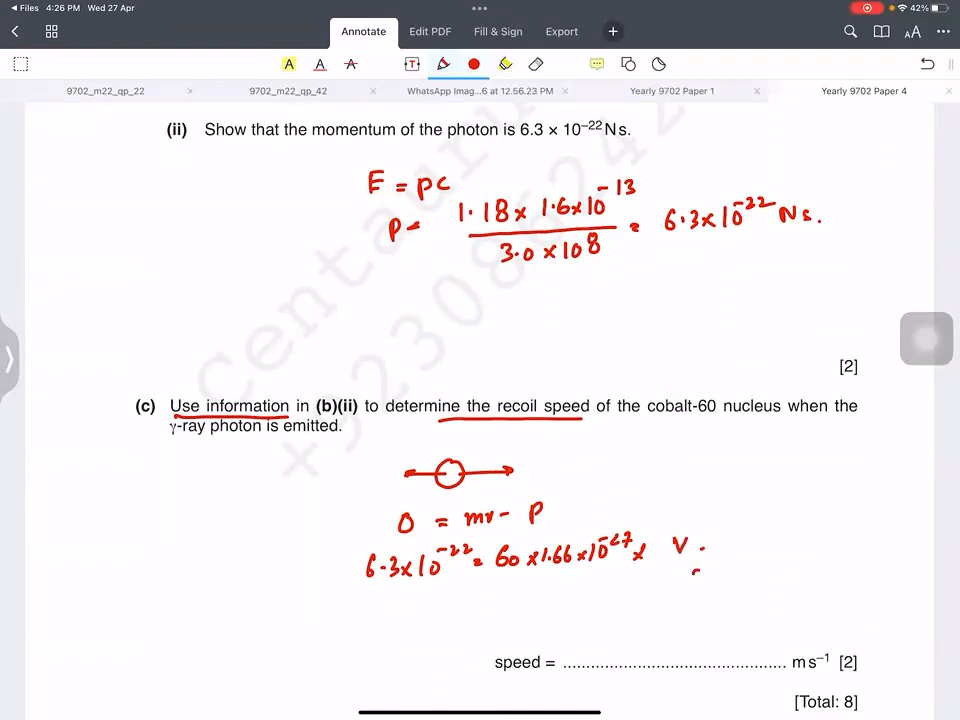 Files 4:26 PM Wed 27 Apr 42%
Annotate Edit PDF Fill & Sign Export + AA
A A A T
9702_m22_qp_22 × 9702_m22_qp_42 × WhatsApp Imag...6 at 12.56.23 PM × Yearly 9702 Paper 1 × Yearly 9702 Paper 4 ×
(ii) Show that the momentum of the photon is 6.3 × 10⁻²² N s.
E = pc
p = 1.18 × 1.6 × 10⁻¹³ / 3.0 × 10⁸ = 6.3 × 10⁻²² N s.
[2]
(c) Use information in (b)(ii) to determine the recoil speed of the cobalt-60 nucleus when the
γ-ray photon is emitted.
0 = mv - p
6.3 × 10⁻²² = 60 × 1.66 × 10⁻²⁷ × V
speed = ................................................ m s⁻¹ [2]
[Total: 8]